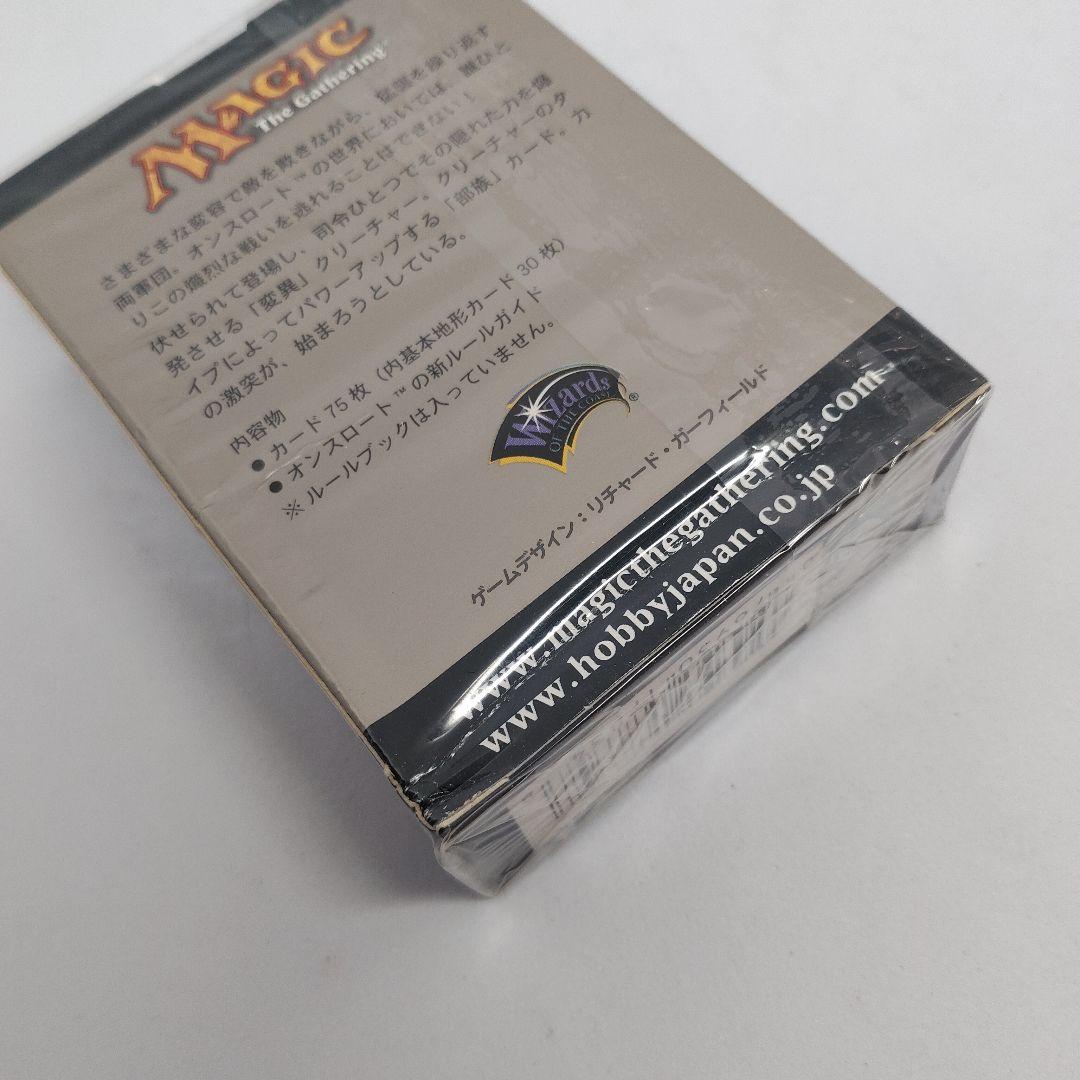 MAGIC
The Gathering™
さまざまな変容で敵を欺きながら、猛襲を繰り返す
両軍団。オンスロート™の世界においては、誰ひと
りこの熾烈な戦いを逃れることはできない！
伏せられて登場し、司令ひとつでその隠れた力を爆
発させる「変異」クリーチャー。クリーチャーのタ
イプによってパワーアップする「部族」カード。力
の激突が、始まろうとしている。
内容物
●カード75枚（内基本地形カード30枚）
●オンスロート™の新ルールガイド
※ルールブックは入っていません。
Wizards
OF THE COAST®
ゲームデザイン：リチャード・ガーフィールド
www.magicthegathering.com
www.hobbyjapan.co.jp